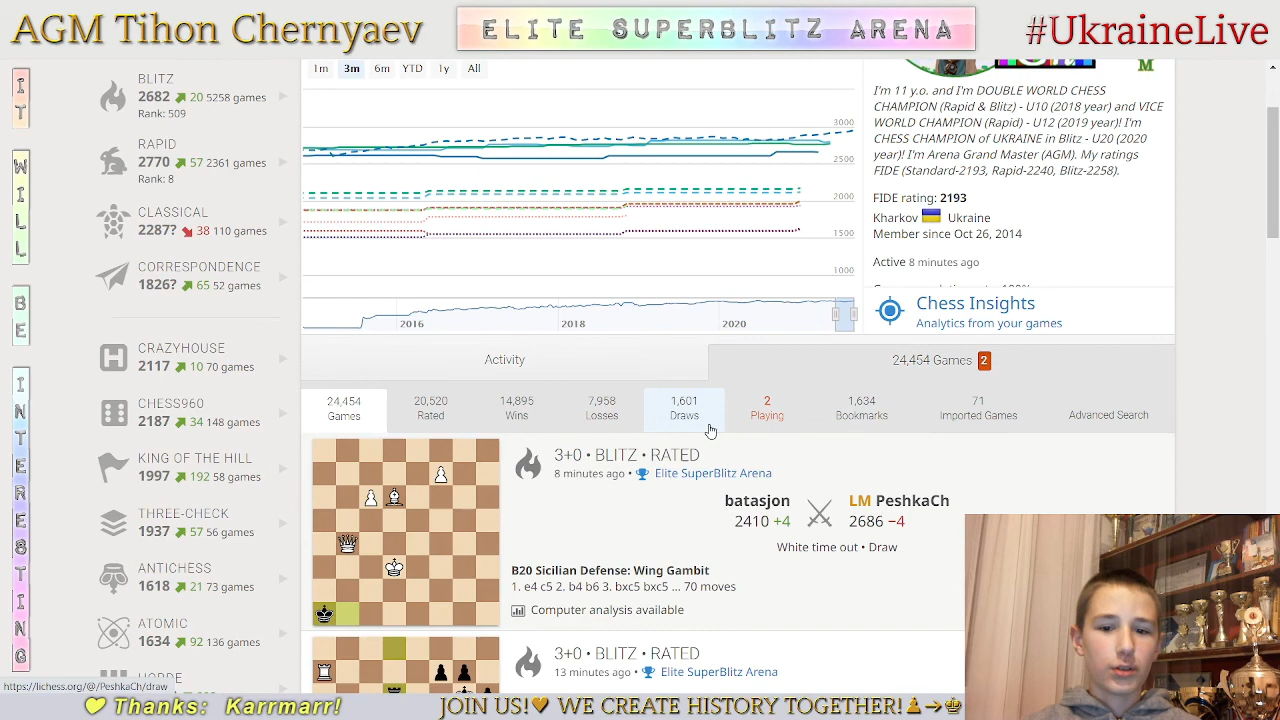 AGM Tihon Chernyaev
ELITE SUPERBLITZ ARENA
#UkraineLive
IT
WILL
BE
INTERESTING
BLITZ
2682 20 5258 games
Rank: 509
RAPID
2770 57 2361 games
Rank: 8
CLASSICAL
2287? 38 110 games
CORRESPONDENCE
1826? 65 52 games
CRAZYHOUSE
2117 10 70 games
CHESS960
2187 34 148 games
KING OF THE HILL
1997 192 58 games
THREE-CHECK
1937 57 56 games
ANTICHESS
1618 21 73 games
ATOMIC
1634 92 136 games
HORDE
1m 3m 6m YTD 1y All
3000
2500
2000
1500
1000
2016 2018 2020
M
I'm 11 y.o. and I'm DOUBLE WORLD CHESS
CHAMPION (Rapid & Blitz) - U10 (2018 year) and VICE
WORLD CHAMPION (Rapid) - U12 (2019 year)! I'm
CHESS CHAMPION of UKRAINE in Blitz - U20 (2020
year)! I'm Arena Grand Master (AGM). My ratings
FIDE (Standard-2193, Rapid-2240, Blitz-2258).
FIDE rating: 2193
Kharkov Ukraine
Member since Oct 26, 2014
Active 8 minutes ago
Chess Insights
Analytics from your games
Activity
24,454 Games 2
24,454 Games
20,520 Rated
14,895 Wins
7,958 Losses
1,601 Draws
2 Playing
1,634 Bookmarks
71 Imported Games
Advanced Search
3+0 • BLITZ • RATED
8 minutes ago • Elite SuperBlitz Arena
batasjon LM PeshkaCh
2410 +4 2686 −4
White time out • Draw
B20 Sicilian Defense: Wing Gambit
1. e4 c5 2. b4 b6 3. bxc5 bxc5 ... 70 moves
Computer analysis available
3+0 • BLITZ • RATED
13 minutes ago • Elite SuperBlitz Arena
https://lichess.org/@/PeshkaCh/draw
Thanks: Karrmarr!
JOIN US! WE CREATE HISTORY TOGETHER!